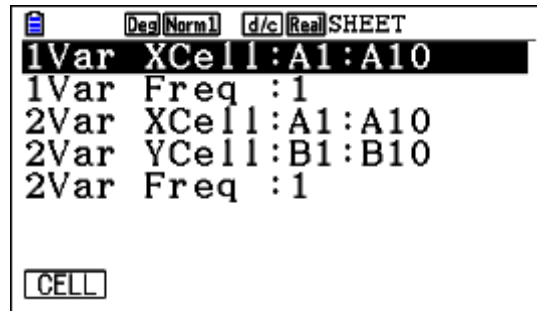 Deg Norm1 d/c Real SHEET
1Var XCell:A1:A10
1Var Freq :1
2Var XCell:A1:A10
2Var YCell:B1:B10
2Var Freq :1
CELL